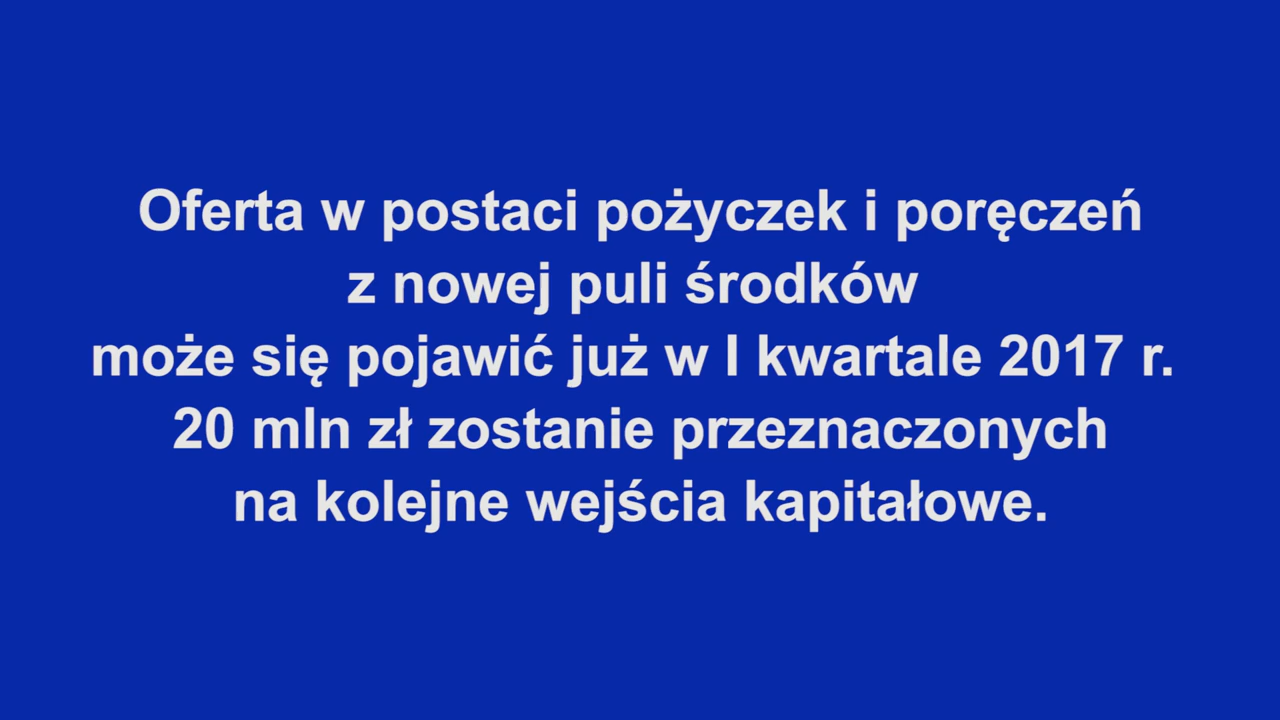 Oferta w postaci pożyczek i poręczeń
z nowej puli środków
może się pojawić już w I kwartale 2017 r.
20 mln zł zostanie przeznaczonych
na kolejne wejścia kapitałowe.